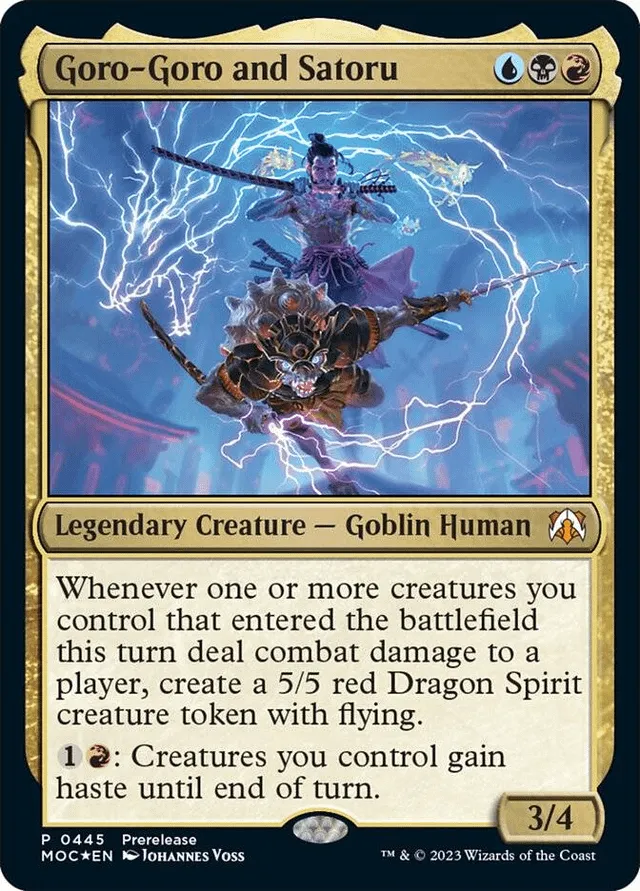 Goro-Goro and Satoru
Legendary Creature — Goblin Human
Whenever one or more creatures you
control that entered the battlefield
this turn deal combat damage to a
player, create a 5/5 red Dragon Spirit
creature token with flying.
1 : Creatures you control gain
haste until end of turn.
3/4
P 0445 Prerelease
MOC★EN Johannes Voss
™ & © 2023 Wizards of the Coast